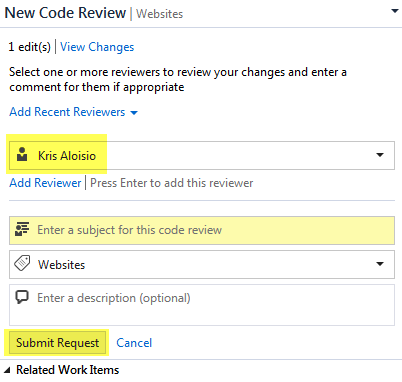 New Code Review | Websites
1 edit(s) | View Changes
Select one or more reviewers to review your changes and enter a
comment for them if appropriate
Add Recent Reviewers
Kris Aloisio
Add Reviewer | Press Enter to add this reviewer
Enter a subject for this code review
Websites
Enter a description (optional)
Submit Request Cancel
Related Work Items